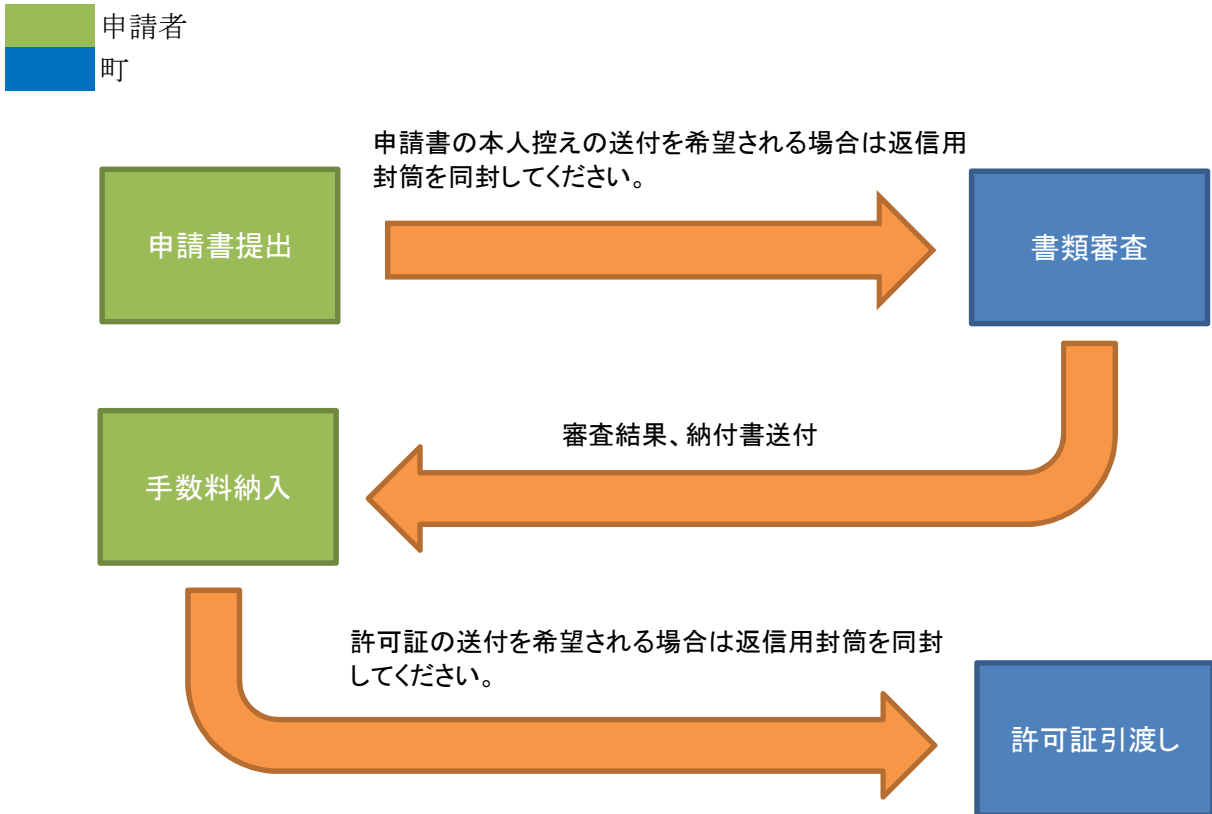 申請者
町
申請書の本人控えの送付を希望される場合は返信用
封筒を同封してください。
申請書提出
書類審査
審査結果、納付書送付
手数料納入
許可証の送付を希望される場合は返信用封筒を同封
してください。
許可証引渡し